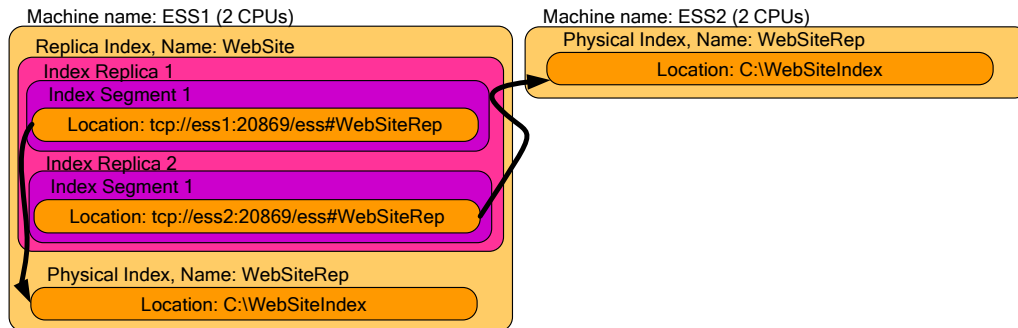 Machine name: ESS1 (2 CPUs)
Replica Index, Name: WebSite
Index Replica 1
Index Segment 1
Location: tcp://ess1:20869/ess#WebSiteRep
Index Replica 2
Index Segment 1
Location: tcp://ess2:20869/ess#WebSiteRep
Physical Index, Name: WebSiteRep
Location: C:\WebSiteIndex
Machine name: ESS2 (2 CPUs)
Physical Index, Name: WebSiteRep
Location: C:\WebSiteIndex